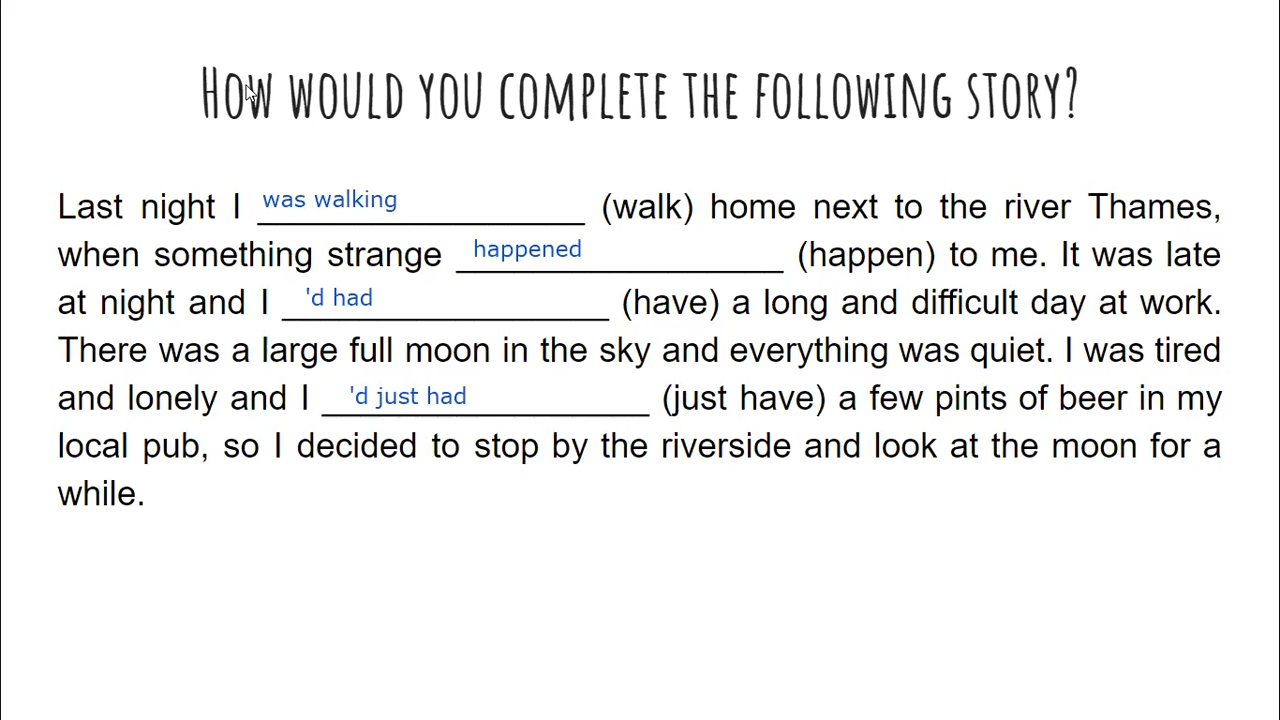 How would you complete the following story?
Last night I was walking (walk) home next to the river Thames,
when something strange happened (happen) to me. It was late
at night and I 'd had (have) a long and difficult day at work.
There was a large full moon in the sky and everything was quiet. I was tired
and lonely and I 'd just had (just have) a few pints of beer in my
local pub, so I decided to stop by the riverside and look at the moon for a
while.